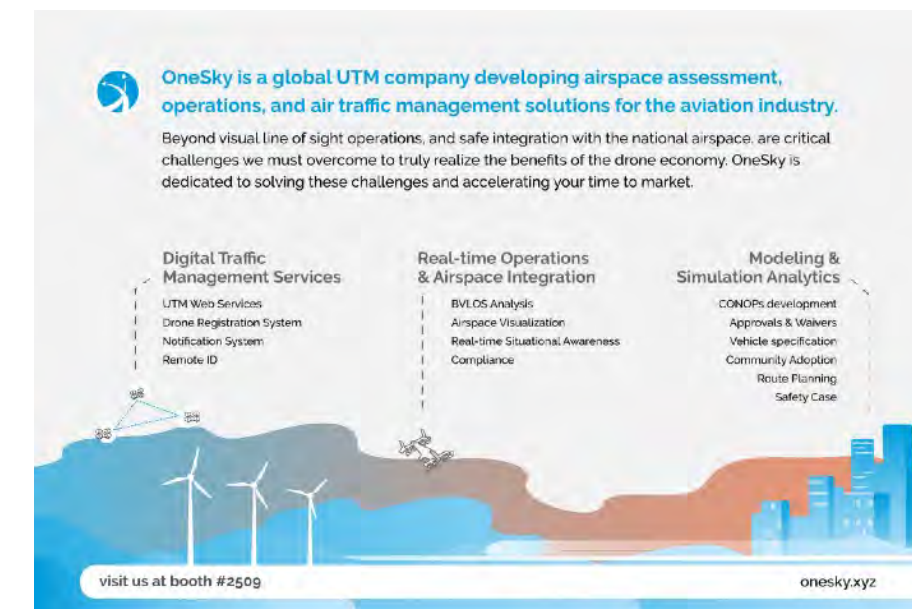 OneSky is a global UTM company developing airspace assessment,
operations, and air traffic management solutions for the aviation industry.
Beyond visual line of sight operations, and safe integration with the national airspace, are critical
challenges we must overcome to truly realize the benefits of the drone economy. OneSky is
dedicated to solving these challenges and accelerating your time to market.
Digital Traffic
Management Services
UTM Web Services
Drone Registration System
Notification System
Remote ID
Real-time Operations
& Airspace Integration
BVLOS Analysis
Airspace Visualization
Real-time Situational Awareness
Compliance
Modeling &
Simulation Analytics
CONOPs development
Approvals & Waivers
Vehicle specification
Community Adoption
Route Planning
Safety Case
visit us at booth #2509
onesky.xyz